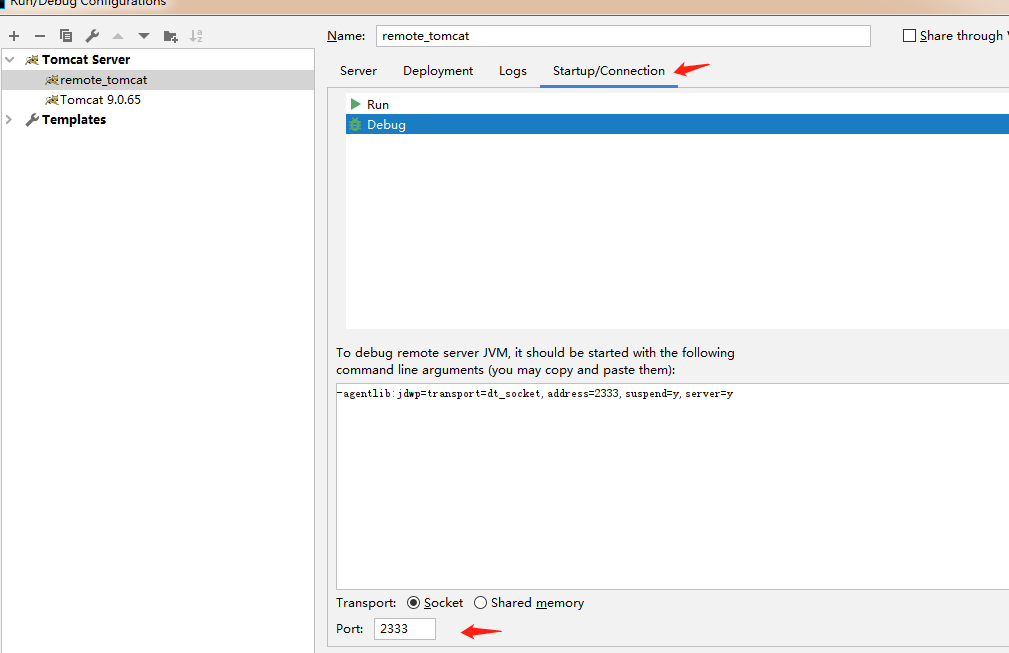 Run/Debug Configurations
Name: remote_tomcat Share through
Tomcat Server
remote_tomcat
Tomcat 9.0.65
Templates
Server Deployment Logs Startup/Connection
Run
Debug
To debug remote server JVM, it should be started with the following
command line arguments (you may copy and paste them):
-agentlib:jdwp=transport=dt_socket,address=2333,suspend=y,server=y
Transport: Socket Shared memory
Port: 2333